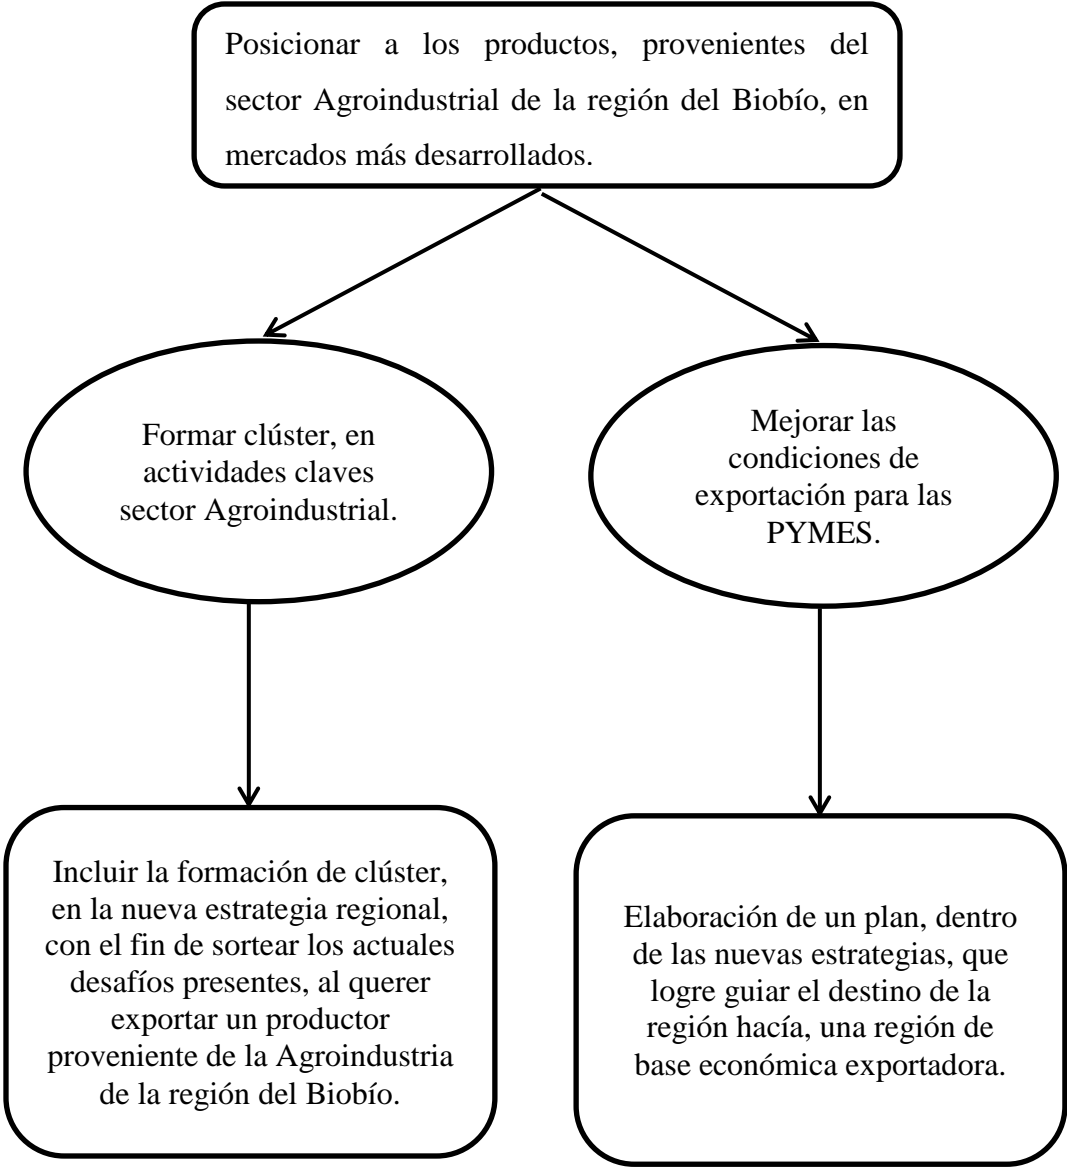 Posicionar a los productos, provenientes del
sector Agroindustrial de la región del Biobío, en
mercados más desarrollados.
Formar clúster, en
actividades claves
sector Agroindustrial.
Mejorar las
condiciones de
exportación para las
PYMES.
Incluir la formación de clúster,
en la nueva estrategia regional,
con el fin de sortear los actuales
desafíos presentes, al querer
exportar un productor
proveniente de la Agroindustria
de la región del Biobío.
Elaboración de un plan, dentro
de las nuevas estrategias, que
logre guiar el destino de la
región hacía, una región de
base económica exportadora.